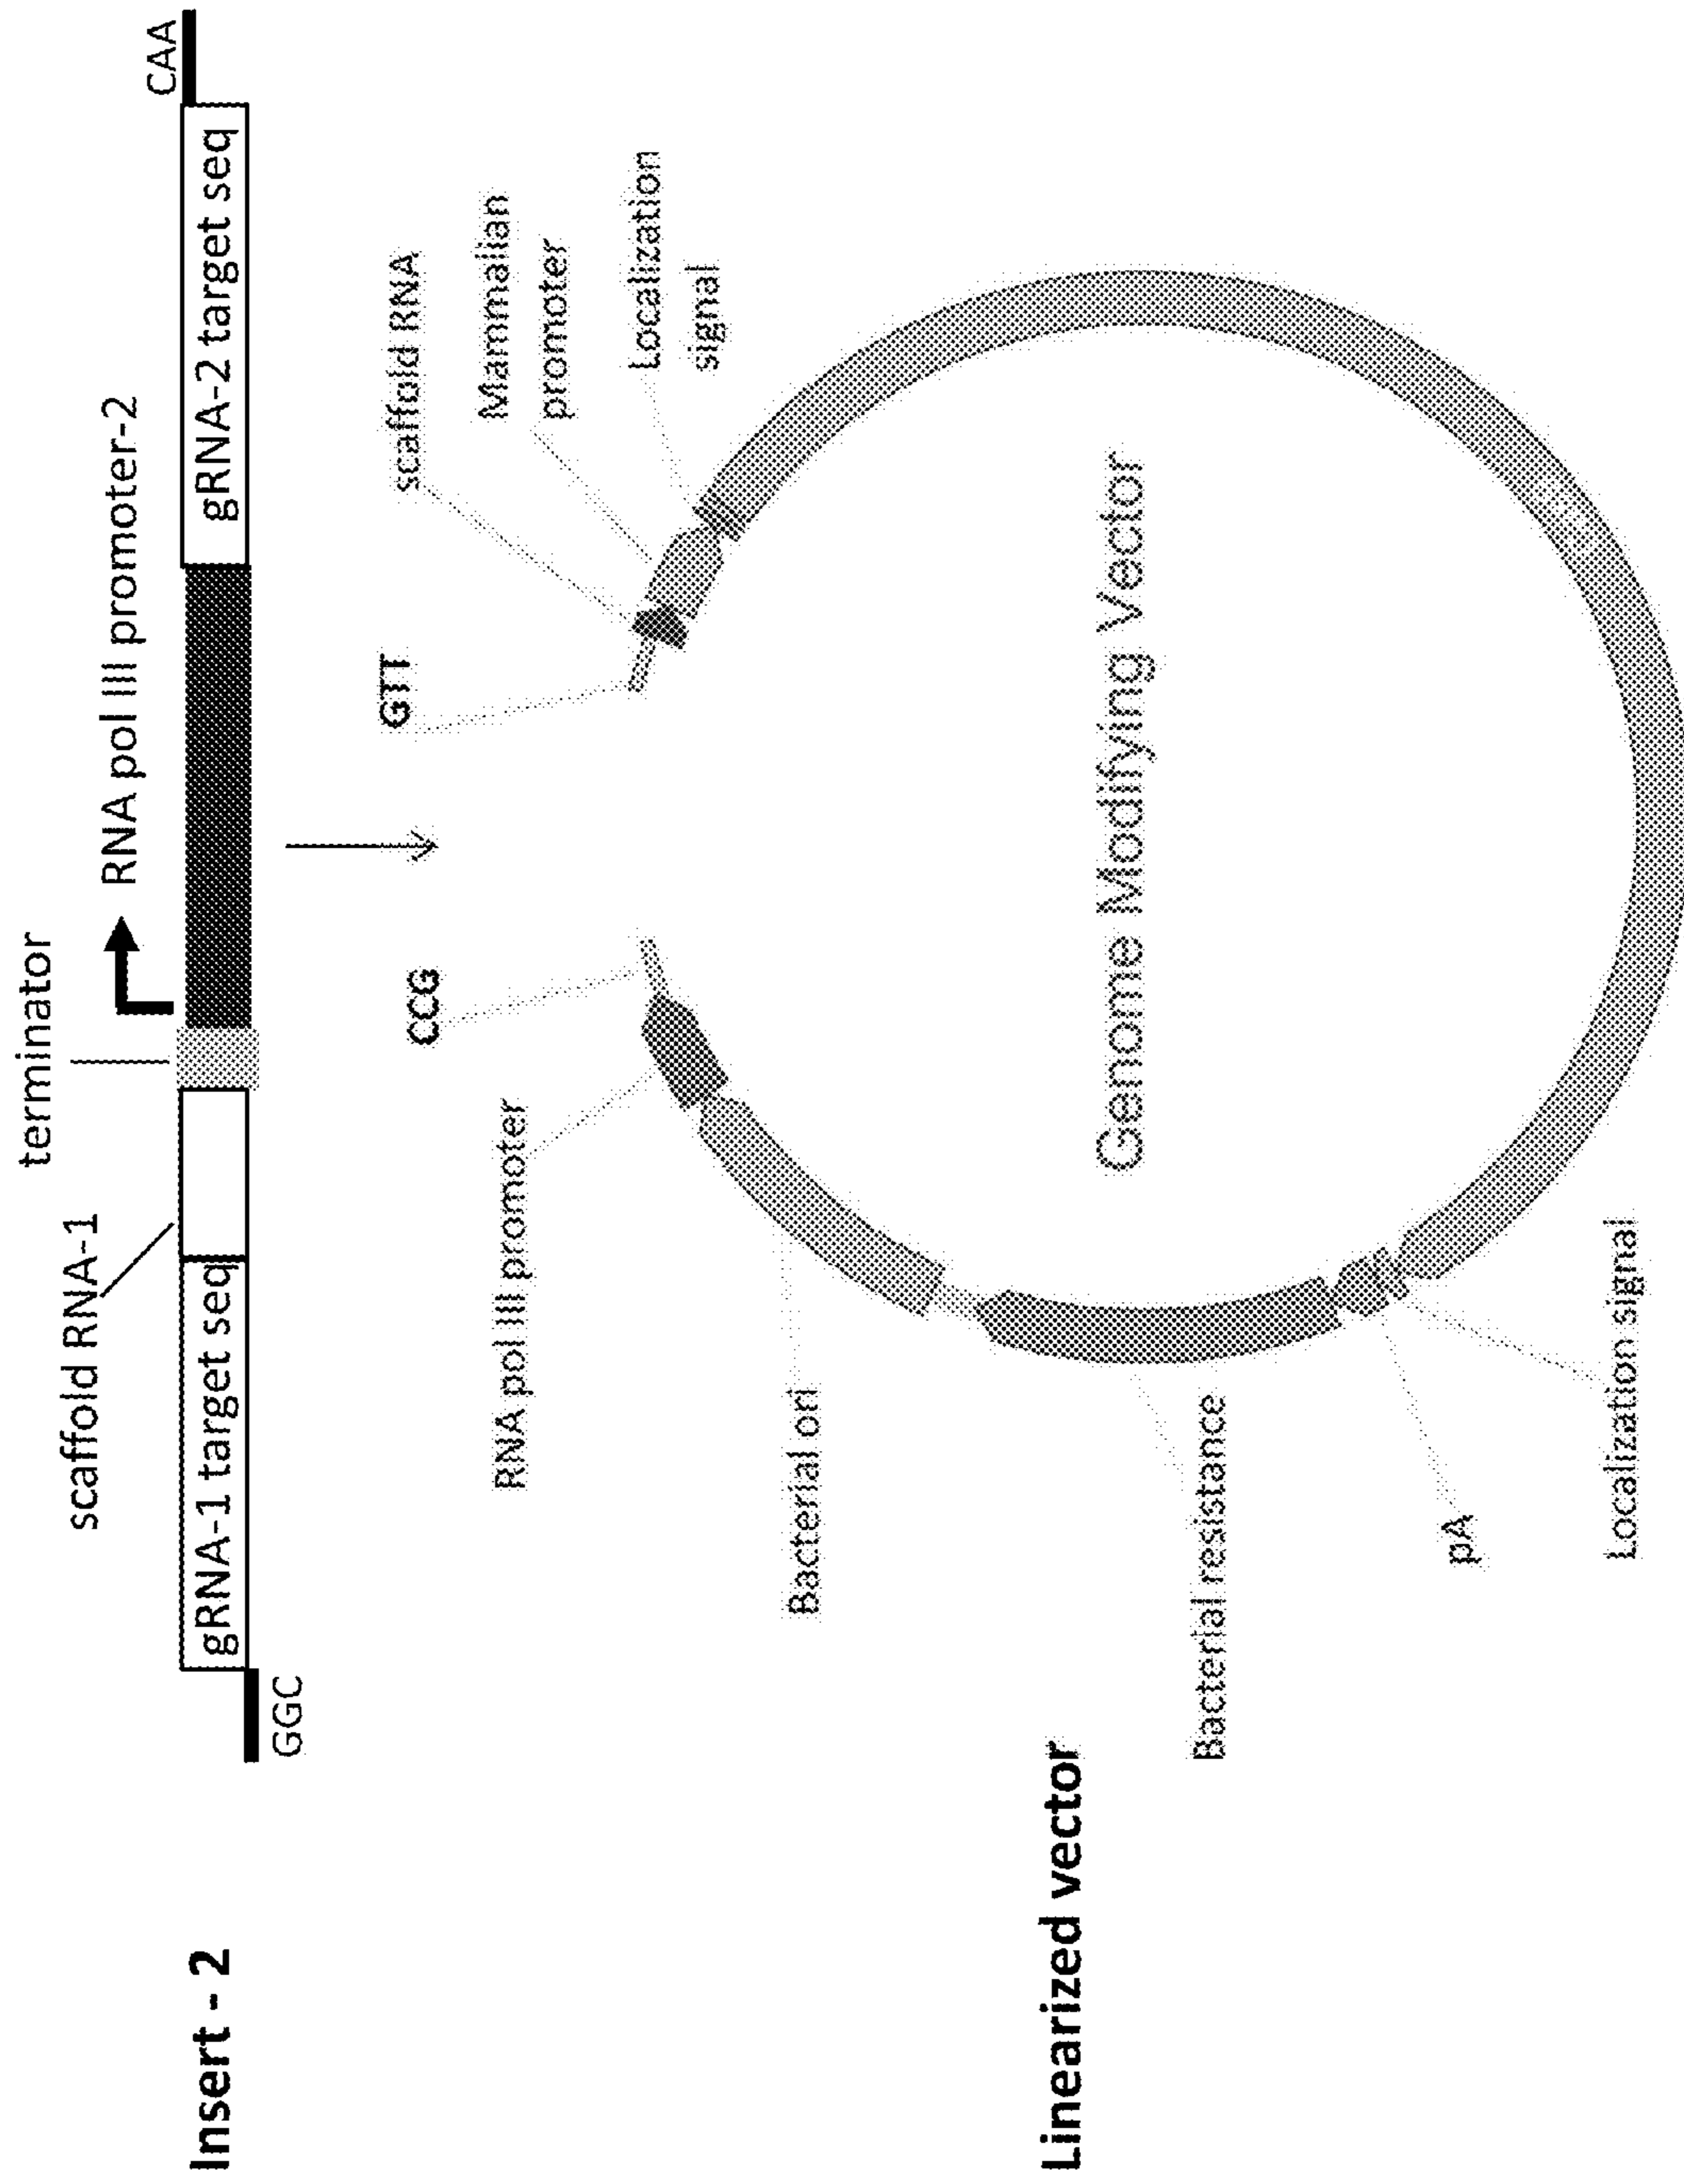 Insert - 2
terminator
scaffold RNA-1
RNA pol III promoter-2
gRNA-1 target seq
gRNA-2 target seq
CAA
GGC
Linearized vector
CCG
GTT
scaffold RNA
Mammalian
promoter
Localization
signal
RNA pol III promoter
Bacterial ori
Genome Modifying Vector
Bacterial resistance
pA
Localization signal